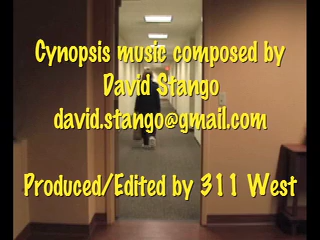 Cynopsis music composed by
David Stango
david.stango@gmail.com
Produced/Edited by 311 West